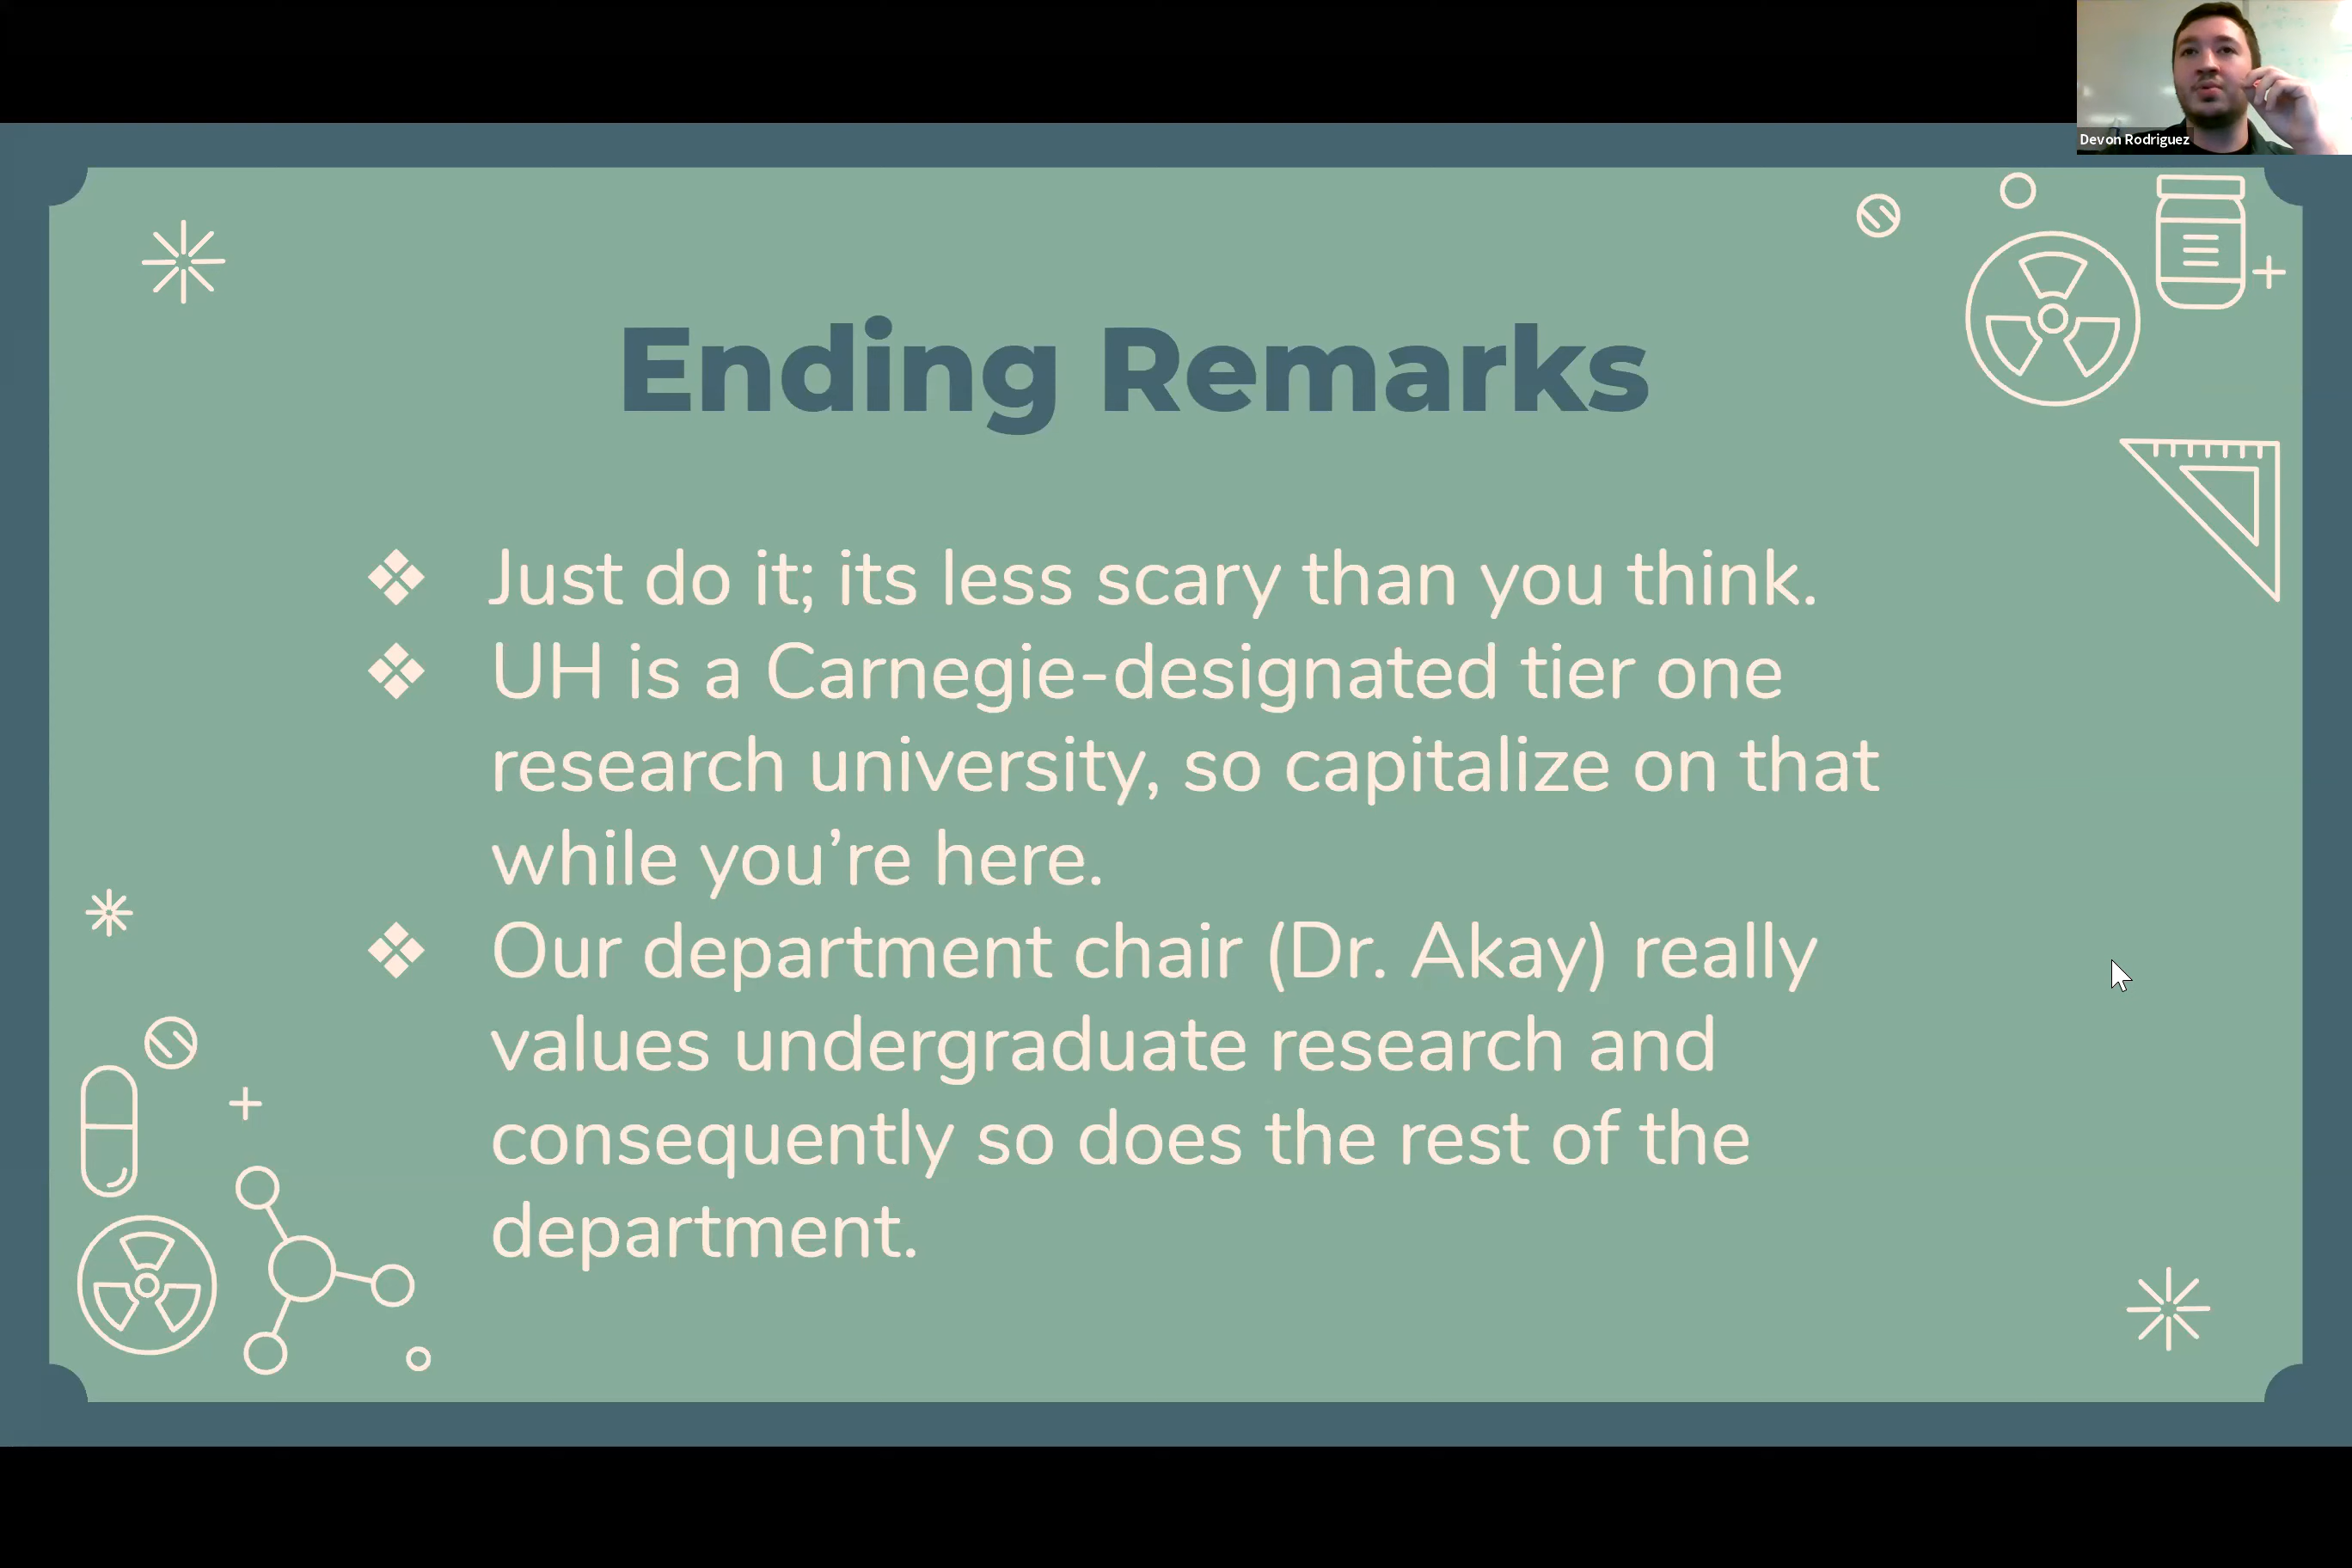 Devon Rodriguez
Ending Remarks
❖ Just do it; its less scary than you think.
❖ UH is a Carnegie-designated tier one
research university, so capitalize on that
while you’re here.
❖ Our department chair (Dr. Akay) really
values undergraduate research and
consequently so does the rest of the
department.